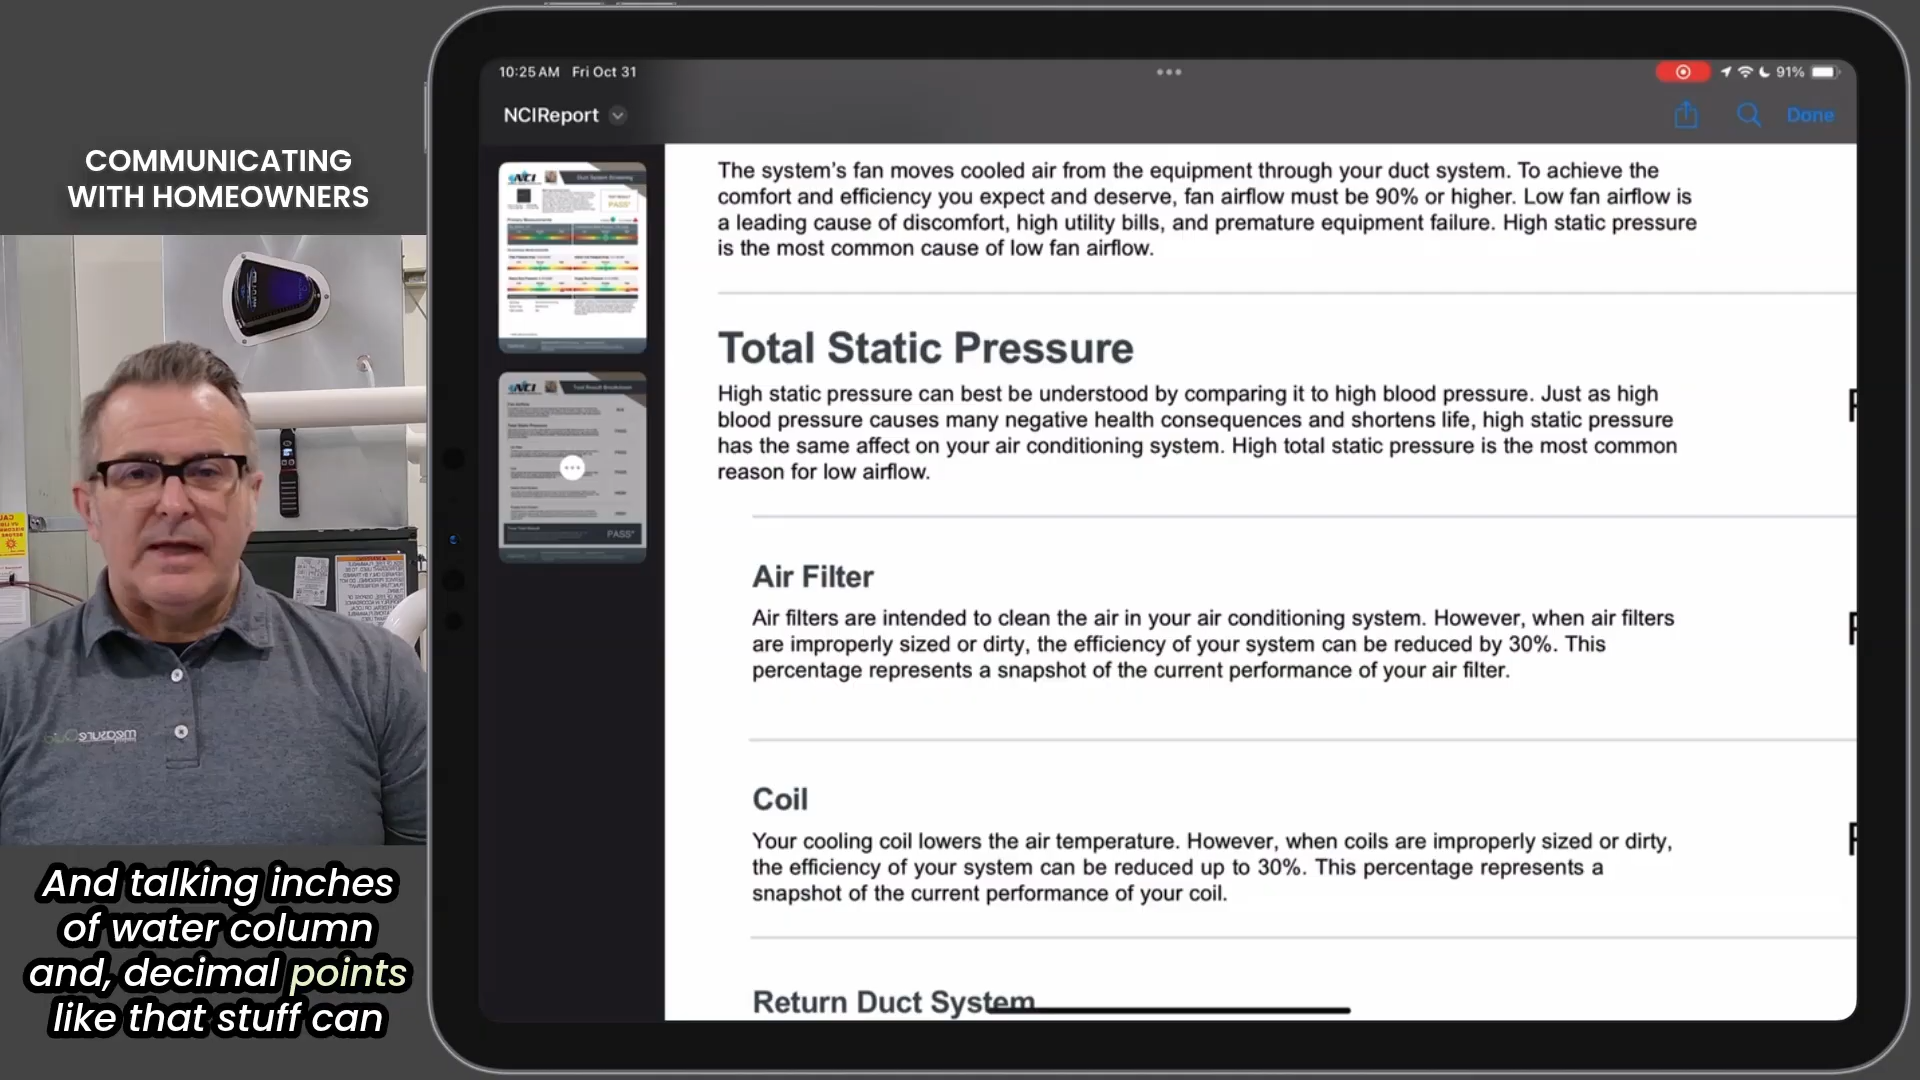 COMMUNICATING
WITH HOMEOWNERS
And talking inches
of water column
and, decimal points
like that stuff can
10:25 AM Fri Oct 31
91%
NCIReport
Done
NCI
Duct System Screening
PASS*
NCI
Test Result Breakdown
PASS*
The system's fan moves cooled air from the equipment through your duct system. To achieve the
comfort and efficiency you expect and deserve, fan airflow must be 90% or higher. Low fan airflow is
a leading cause of discomfort, high utility bills, and premature equipment failure. High static pressure
is the most common cause of low fan airflow.
Total Static Pressure
High static pressure can best be understood by comparing it to high blood pressure. Just as high
blood pressure causes many negative health consequences and shortens life, high static pressure
has the same affect on your air conditioning system. High total static pressure is the most common
reason for low airflow.
Air Filter
Air filters are intended to clean the air in your air conditioning system. However, when air filters
are improperly sized or dirty, the efficiency of your system can be reduced by 30%. This
percentage represents a snapshot of the current performance of your air filter.
Coil
Your cooling coil lowers the air temperature. However, when coils are improperly sized or dirty,
the efficiency of your system can be reduced up to 30%. This percentage represents a
snapshot of the current performance of your coil.
Return Duct System